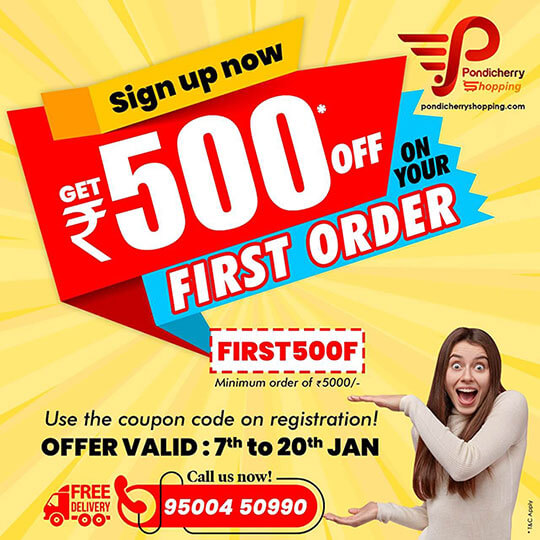 Sign up now
Pondicherry
Shopping
pondicherryshopping.com
GET
₹500* OFF
ON
YOUR
FIRST ORDER
FIRST500F
Minimum order of ₹5000/-
Use the coupon code on registration!
OFFER VALID : 7th to 20th JAN
FREE
DELIVERY
Call us now!
95004 50990
*T&C Apply